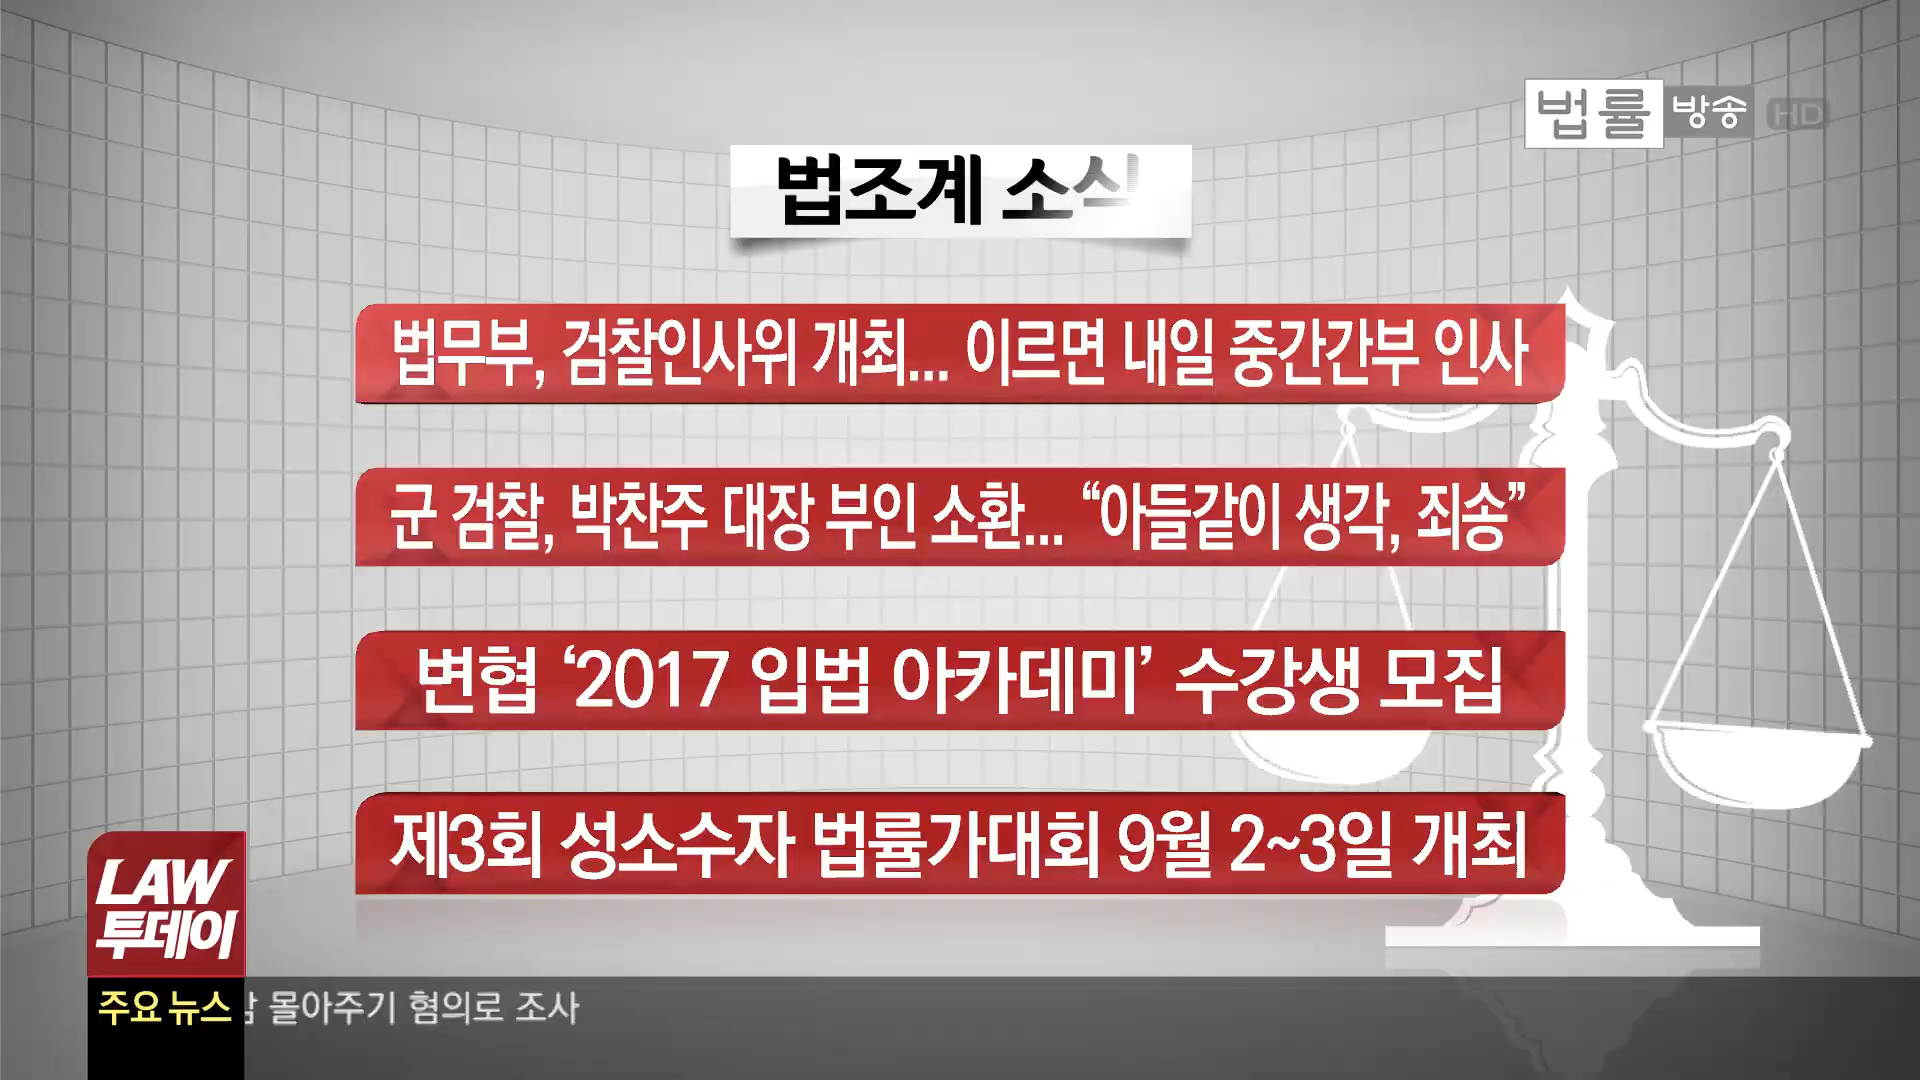 법률방송 HD
법조계 소식
법무부, 검찰인사위 개최... 이르면 내일 중간간부 인사
군 검찰, 박찬주 대장 부인 소환... “아들같이 생각, 죄송”
변협 ‘2017 입법 아카데미’ 수강생 모집
제3회 성소수자 법률가대회 9월 2~3일 개최
LAW
투데이
주요 뉴스 몰아주기 혐의로 조사